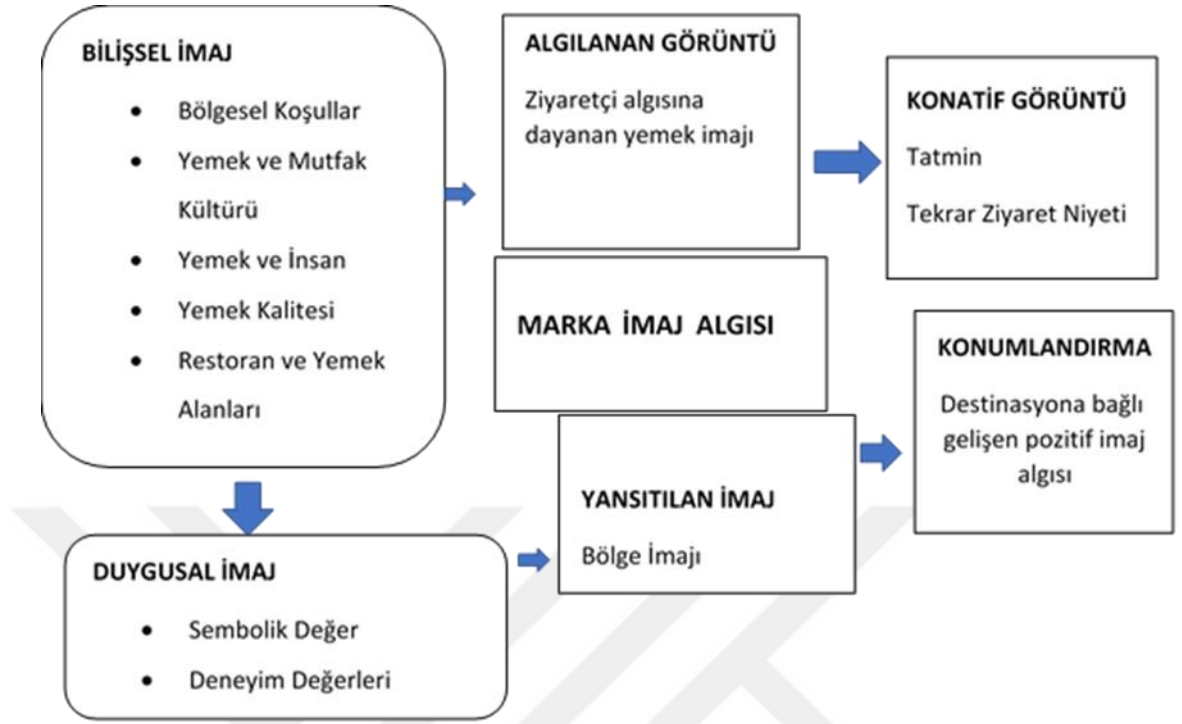 BİLİŞSEL İMAJ
• Bölgesel Koşullar
• Yemek ve Mutfak
Kültürü
• Yemek ve İnsan
• Yemek Kalitesi
• Restoran ve Yemek
Alanları
DUYGUSAL İMAJ
• Sembolik Değer
• Deneyim Değerleri
ALGILANAN GÖRÜNTÜ
Ziyaretçi algısına
dayanan yemek imajı
MARKA İMAJ ALGISI
YANSITILAN İMAJ
Bölge İmajı
KONATİF GÖRÜNTÜ
Tatmin
Tekrar Ziyaret Niyeti
KONUMLANDIRMA
Destinasyona bağlı
gelişen pozitif imaj
algısı